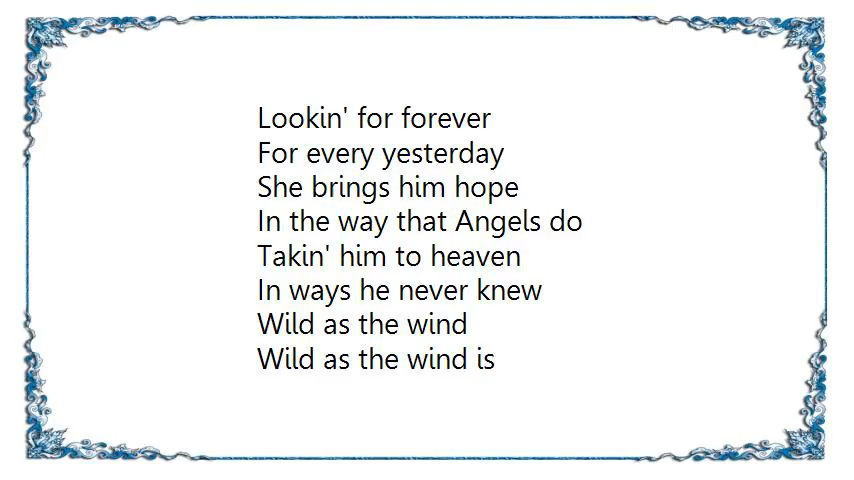 Lookin' for forever
For every yesterday
She brings him hope
In the way that Angels do
Takin' him to heaven
In ways he never knew
Wild as the wind
Wild as the wind is